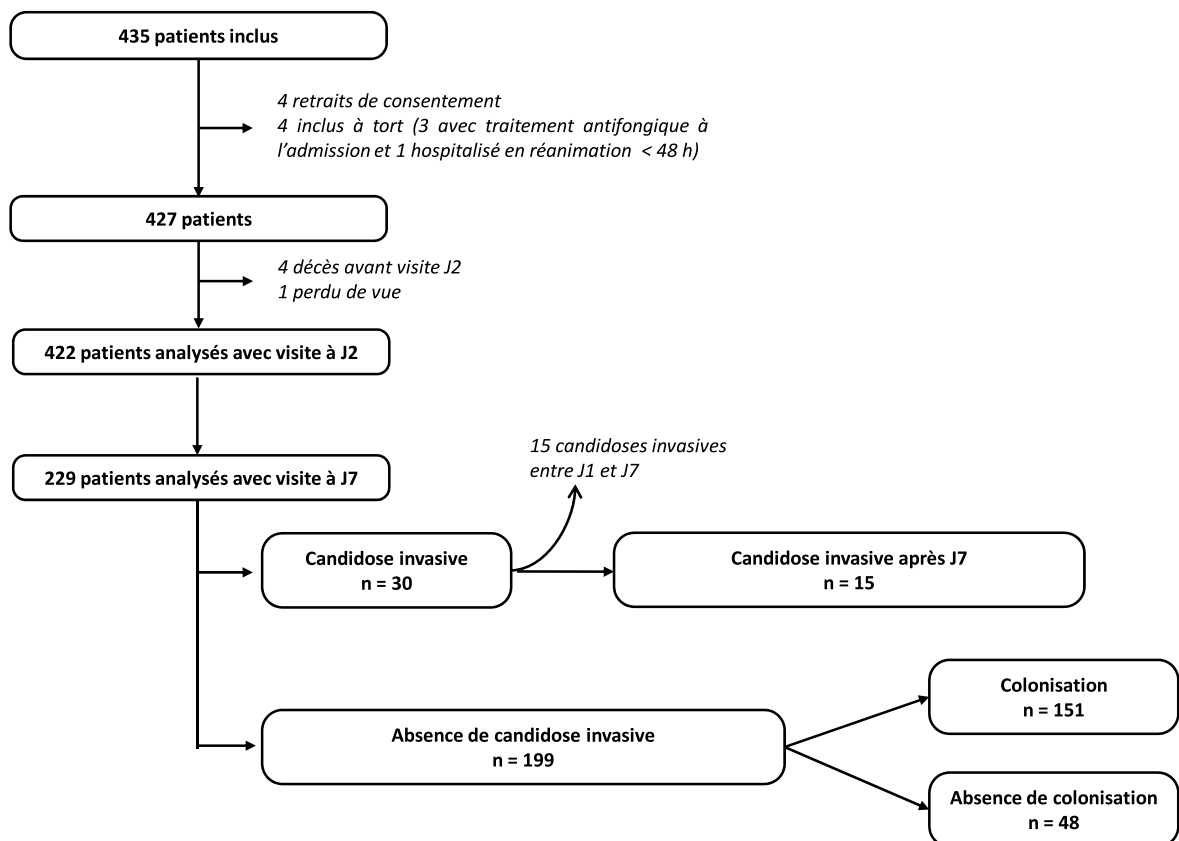 435 patients inclus
4 retraits de consentement
4 inclus à tort (3 avec traitement antifongique à
l'admission et 1 hospitalisé en réanimation < 48 h)
427 patients
4 décès avant visite J2
1 perdu de vue
422 patients analysés avec visite à J2
229 patients analysés avec visite à J7
15 candidoses invasives
entre J1 et J7
Candidose invasive
n = 30
Candidose invasive après J7
n = 15
Absence de candidose invasive
n = 199
Colonisation
n = 151
Absence de colonisation
n = 48